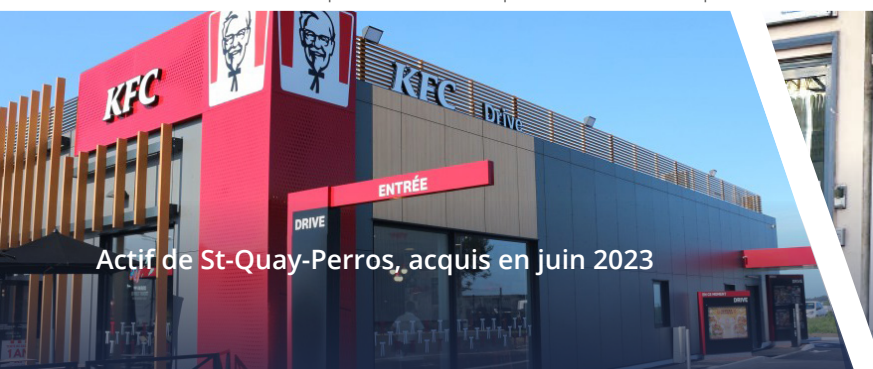 KFC
KFC Drive
ENTRÉE
DRIVE
Actif de St-Quay-Perros, acquis en juin 2023
DRIVE